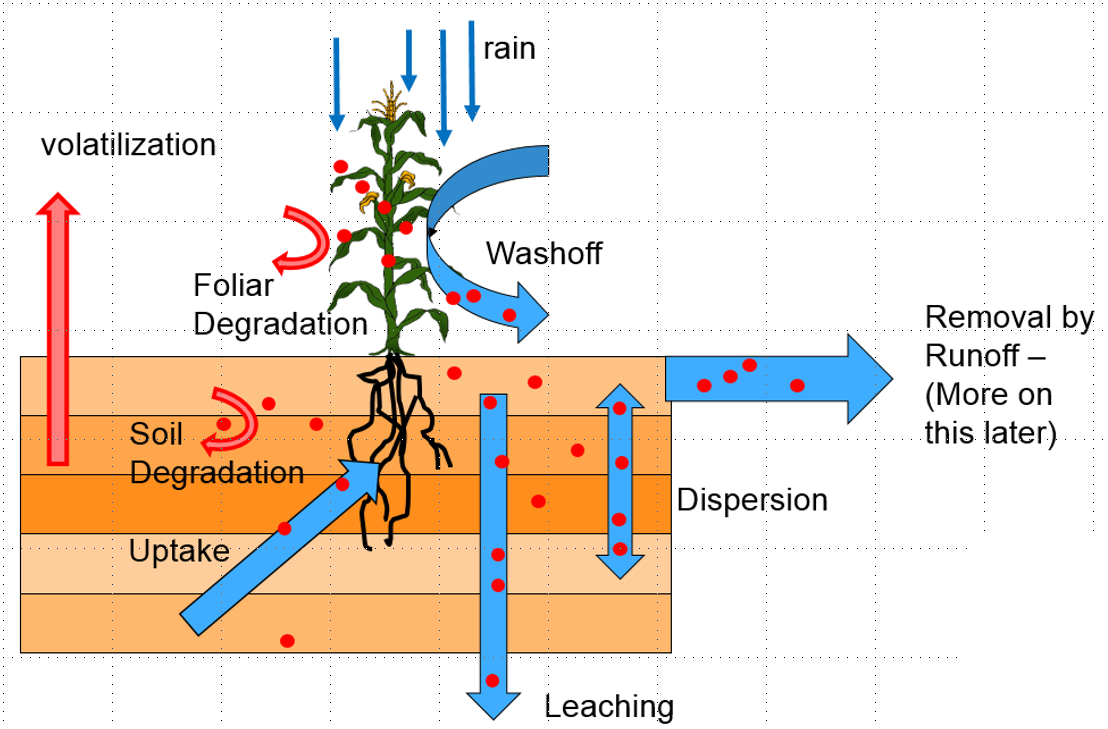 rain
volatilization
Washoff
Foliar
Degradation
Removal by
Runoff –
(More on
this later)
Soil
Degradation
Dispersion
Uptake
Leaching